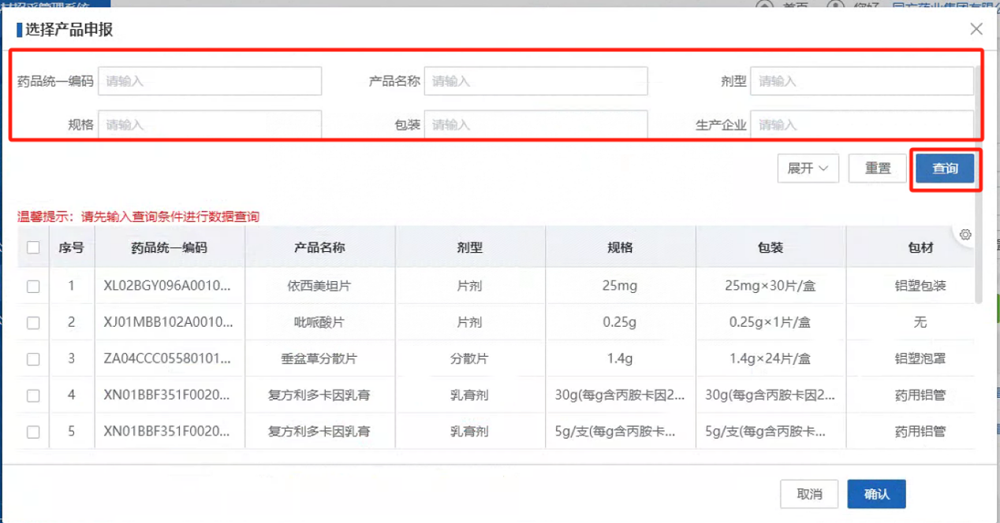 首页 您好
选择产品申报
药品统一编码 请输入 产品名称 请输入 剂型 请输入
规格 请输入 包装 请输入 生产企业 请输入
展开 重置 查询
温馨提示：请先输入查询条件进行数据查询
序号 药品统一编码 产品名称 剂型 规格 包装 包材
1 XL02BGY096A0010... 依西美坦片 片剂 25mg 25mg×30片/盒 铝塑包装
2 XJ01MBB102A0010... 吡哌酸片 片剂 0.25g 0.25g×1片/盒 无
3 ZA04CCC05580101... 垂盆草分散片 分散片 1.4g 1.4g×24片/盒 铝塑泡罩
4 XN01BBF351F0020... 复方利多卡因乳膏 乳膏剂 30g(每g含丙胺卡因2... 30g(每g含丙胺卡因2... 药用铝管
5 XN01BBF351F0020... 复方利多卡因乳膏 乳膏剂 5g/支(每g含丙胺卡... 5g/支(每g含丙胺卡... 药用铝管
取消 确认